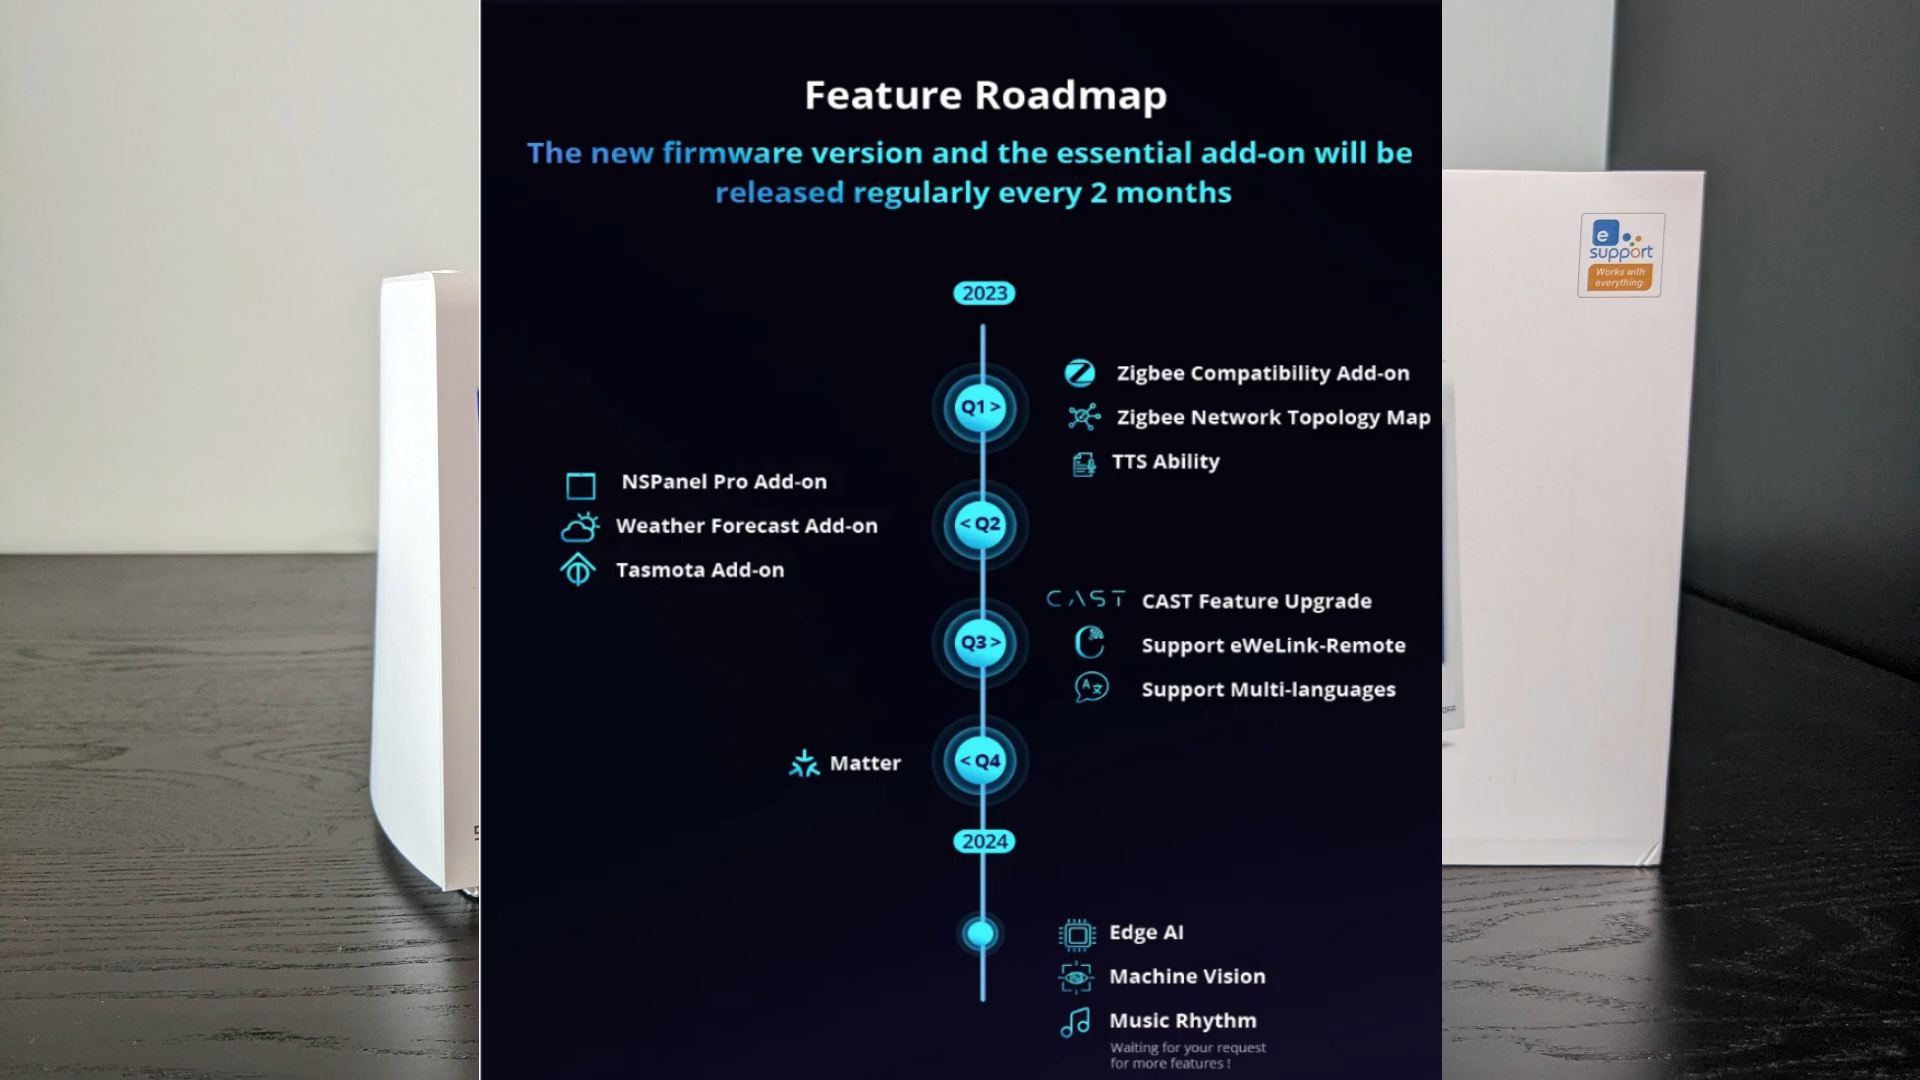 Feature Roadmap
The new firmware version and the essential add-on will be
released regularly every 2 months
2023
Q1 >
Zigbee Compatibility Add-on
Zigbee Network Topology Map
TTS Ability
< Q2
NSPanel Pro Add-on
Weather Forecast Add-on
Tasmota Add-on
Q3 >
CAST CAST Feature Upgrade
Support eWeLink-Remote
Support Multi-languages
< Q4
Matter
2024
Edge AI
Machine Vision
Music Rhythm
Waiting for your request
for more features !
e
support
Works with
everything